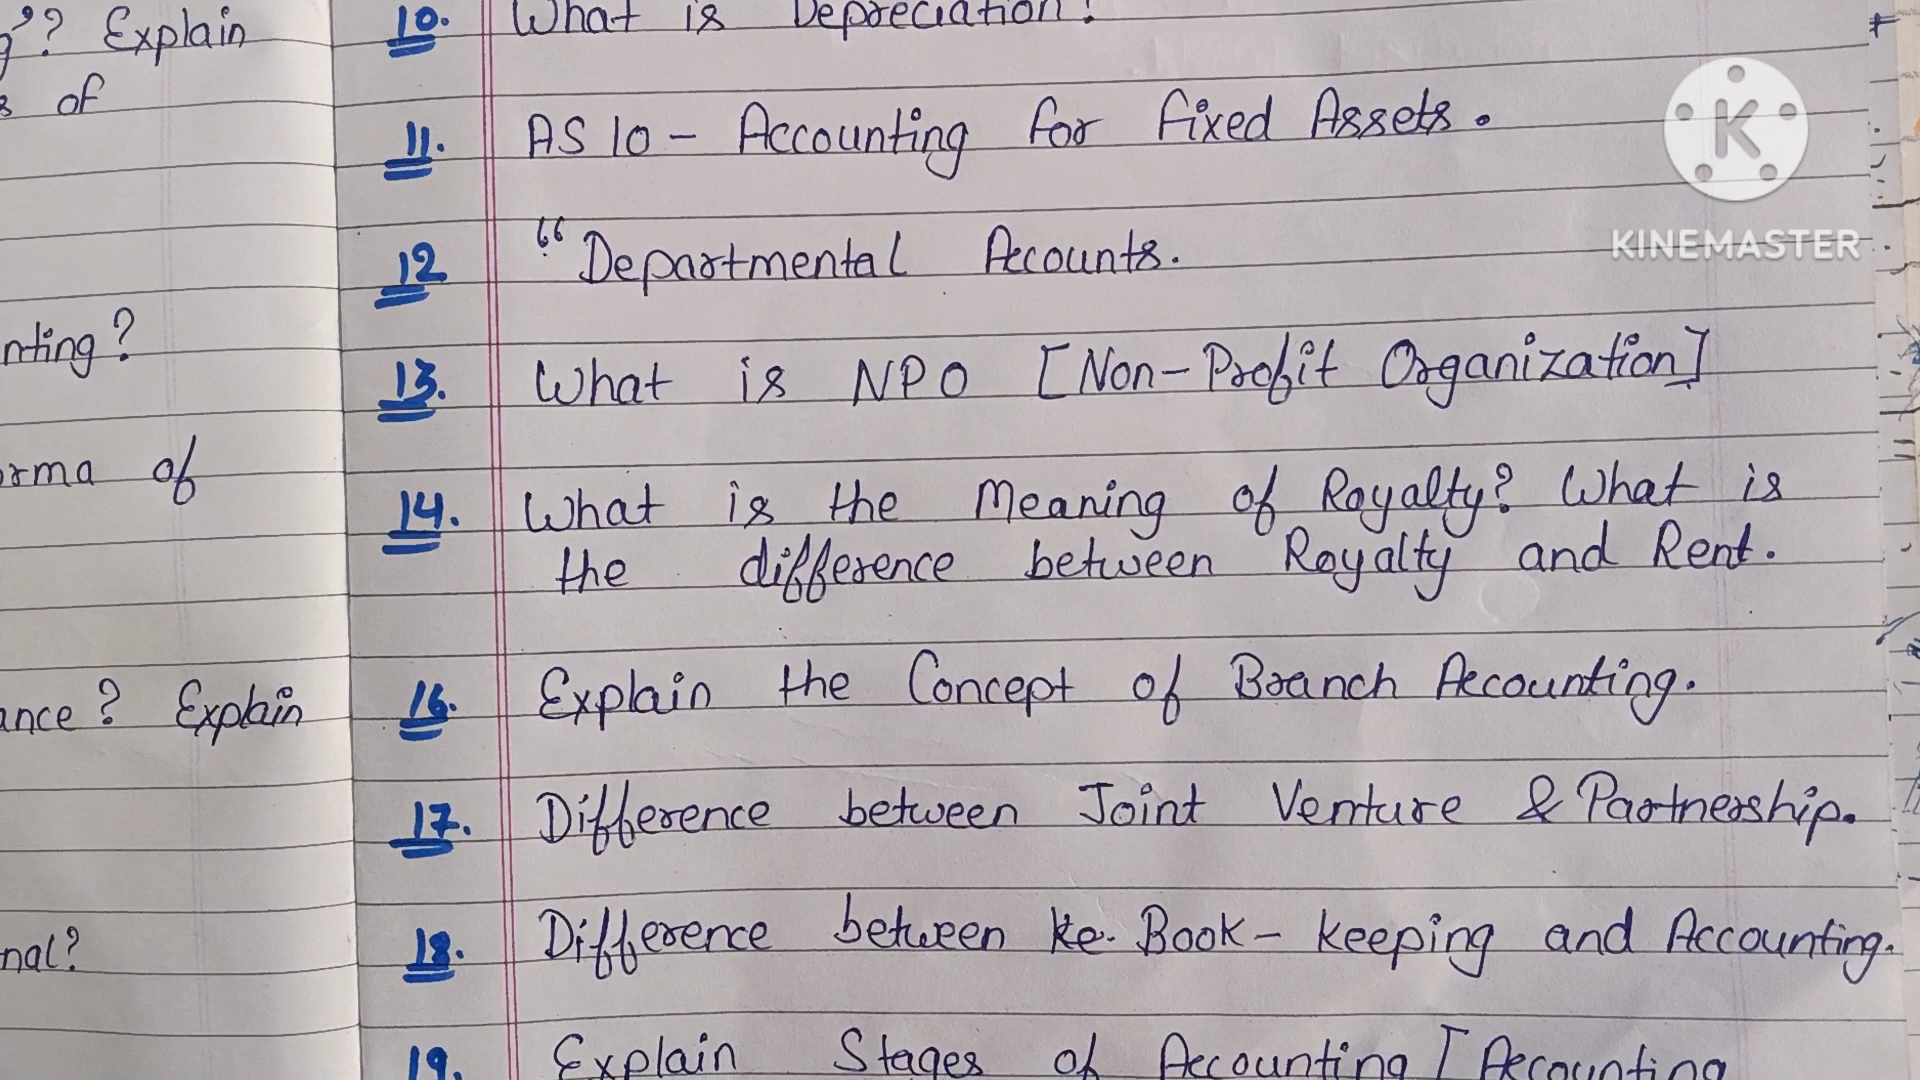 ?? Explain
of
nting?
rma of
ance? Explain
nal?
10. What is Depreciation?
11. AS 10 - Accounting for Fixed Assets.
12 “Departmental Accounts.
13. What is NPO [Non-Profit Organization]
14. What is the Meaning of Royalty? What is
the difference between Royalty and Rent.
16. Explain the Concept of Branch Accounting.
17. Difference between Joint Venture & Partnership.
18. Difference between ke. Book-keeping and Accounting.
19. Explain Stages of Accounting [Accounting
KINEMASTER